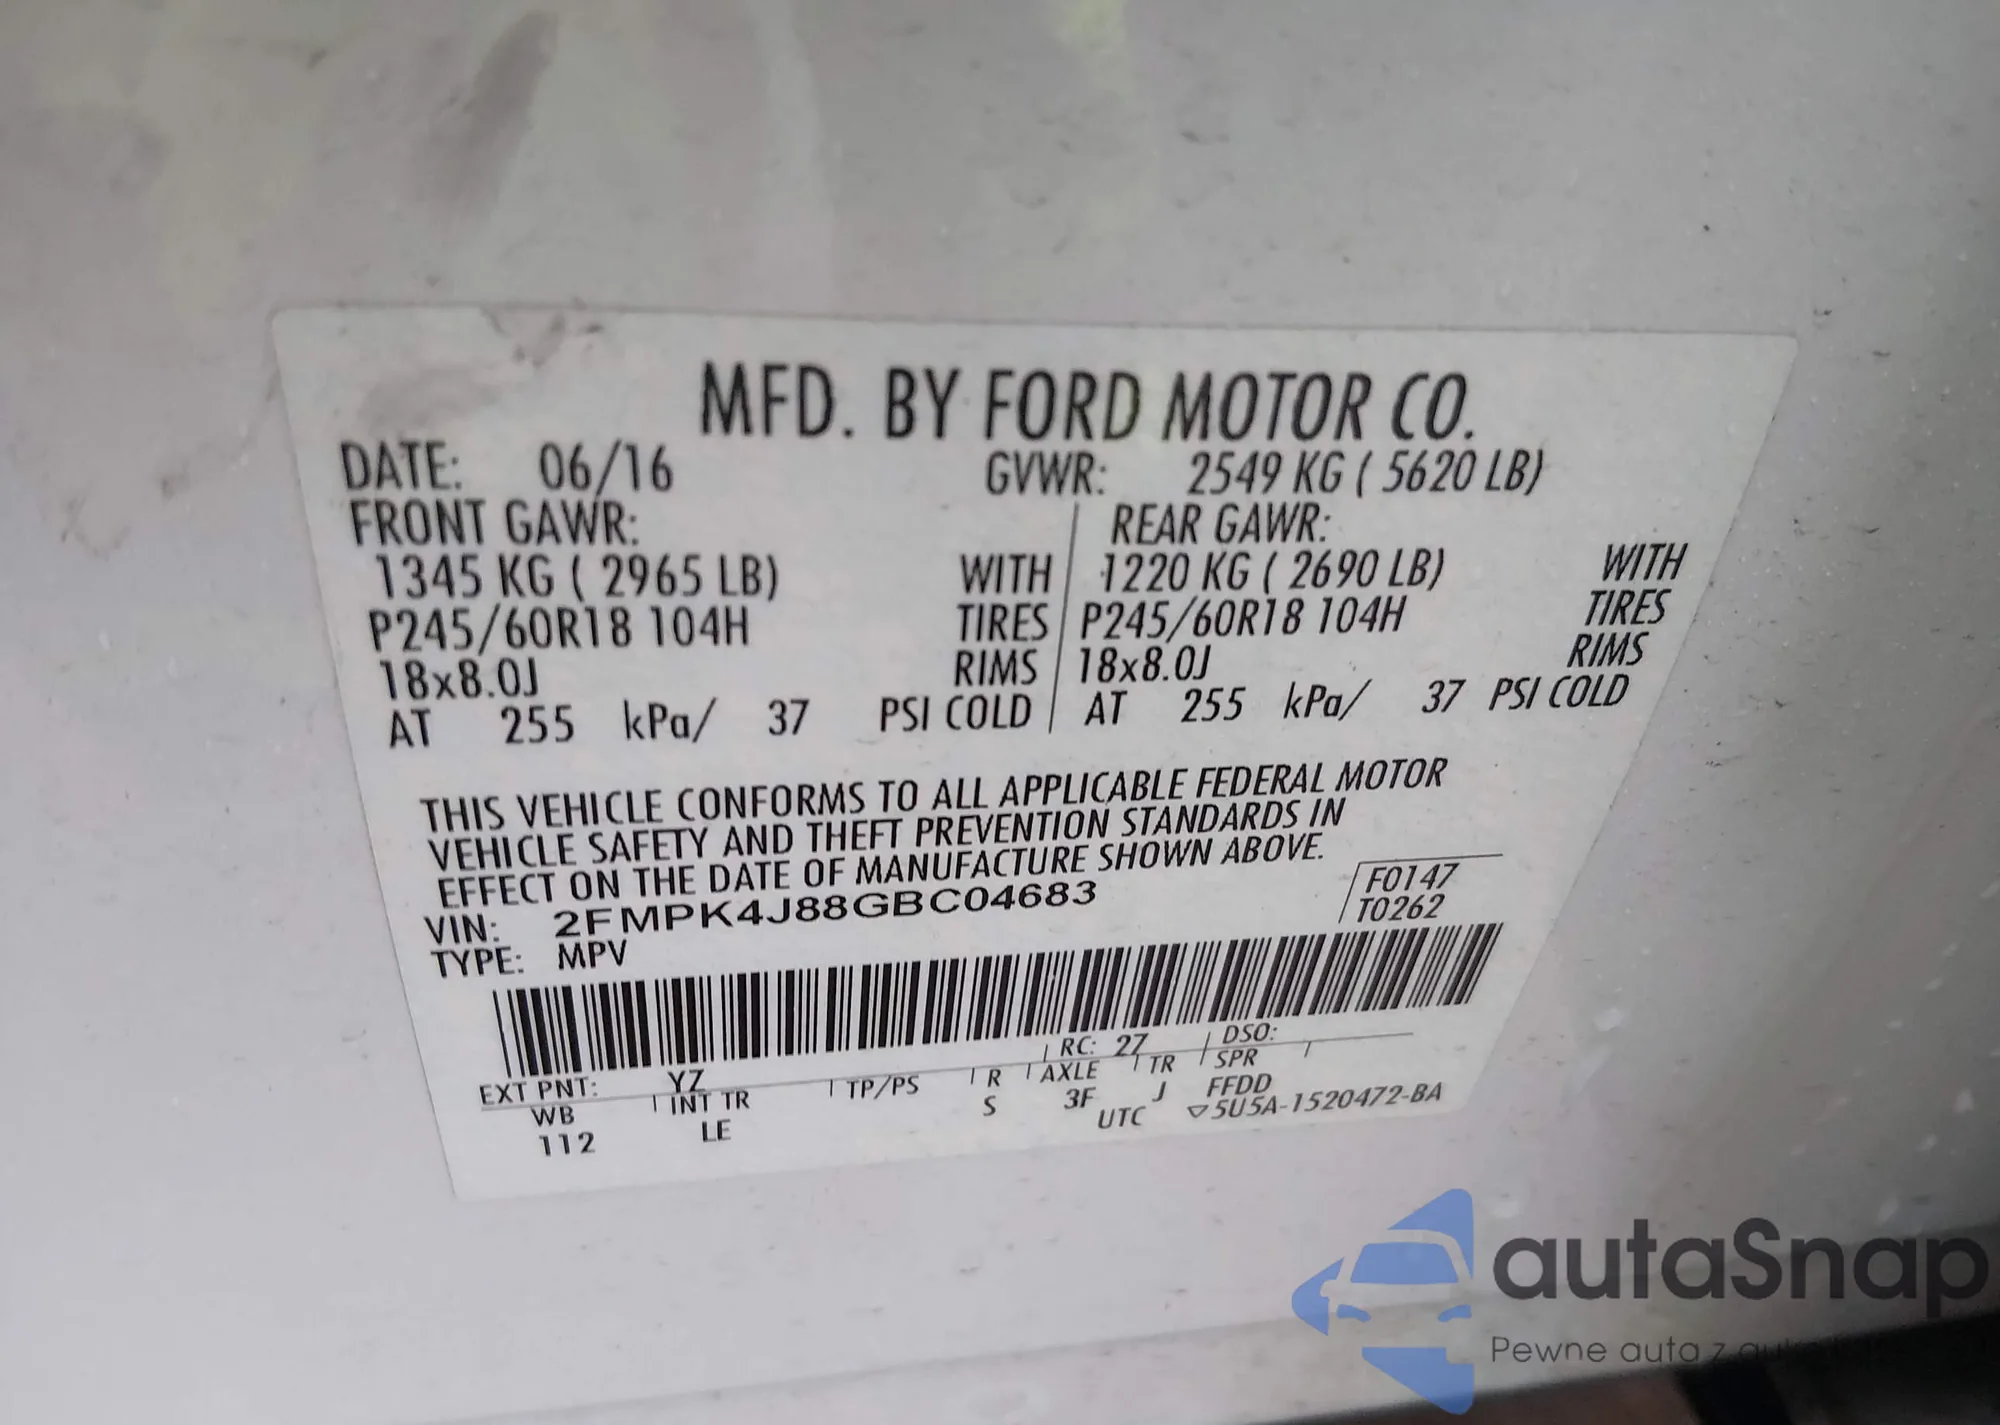 MFD. BY FORD MOTOR CO.
DATE: 06/16 GVWR: 2549 KG ( 5620 LB)
FRONT GAWR: REAR GAWR:
1345 KG ( 2965 LB) WITH 1220 KG ( 2690 LB) WITH
P245/60R18 104H TIRES P245/60R18 104H TIRES
18x8.0J RIMS 18x8.0J RIMS
AT 255 kPa/ 37 PSI COLD AT 255 kPa/ 37 PSI COLD
THIS VEHICLE CONFORMS TO ALL APPLICABLE FEDERAL MOTOR
VEHICLE SAFETY AND THEFT PREVENTION STANDARDS IN
EFFECT ON THE DATE OF MANUFACTURE SHOWN ABOVE.
VIN: 2FMPK4J88GBC04683 F0147
TYPE: MPV T0262
EXT PNT: YZ RC: 27 DSO:
WB INT TR TP/PS R AXLE TR SPR
112 LE S 3F J FFDD
UTC ▽5U5A-1520472-BA
autaSnap
Pewne auta z